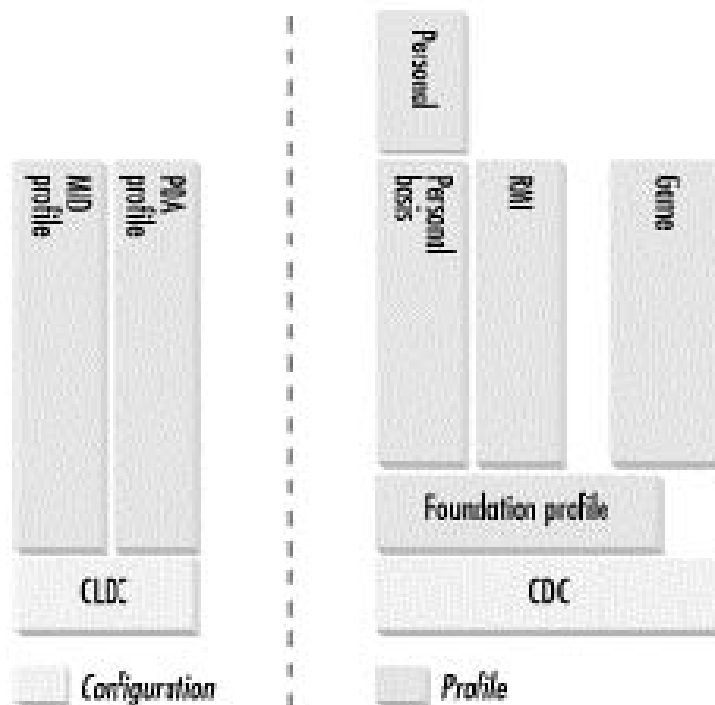 Personal
MID
profile
PDA
profile
Personal
basis
RMI
Game
Foundation profile
CLDC
CDC
Configuration
Profile